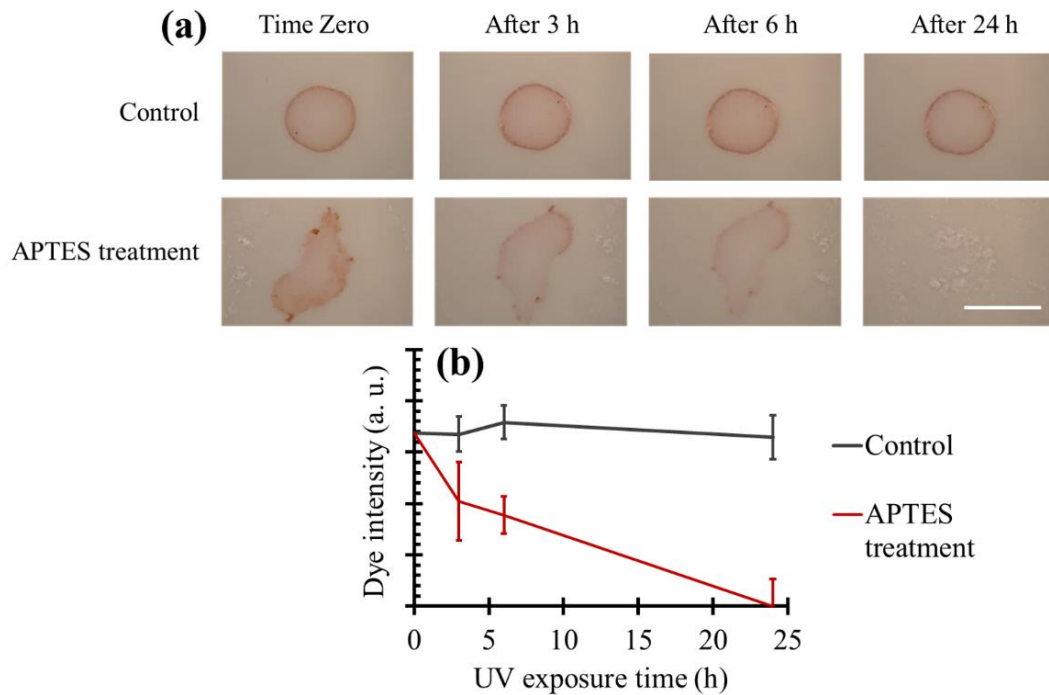 (a)
Time Zero
After 3 h
After 6 h
After 24 h
Control
APTES treatment
(b)
Dye intensity (a. u.)
0
5
10
15
20
25
UV exposure time (h)
Control
APTES
treatment